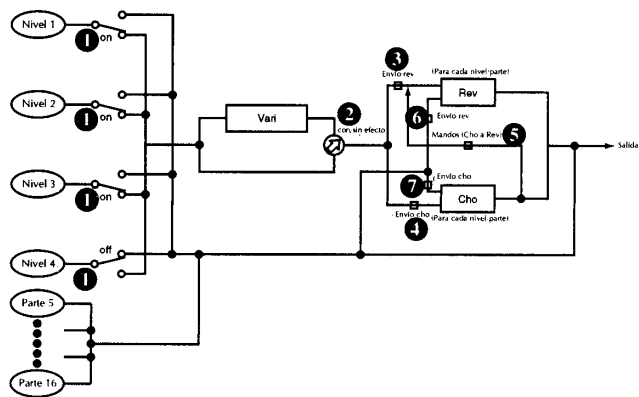 Nivel 1
1
on
Nivel 2
1
on
Nivel 3
1
on
Nivel 4
off
1
Parte 5
Parte 16
Vari
2
con, sin efecto
3
Envío rev
(Para cada nivel-parte)
Rev
6
Envío rev
Mandos (Cho a Rev)
5
Salida
7
Envío cho
Cho
Envío cho
4
(Para cada nivel-parte)